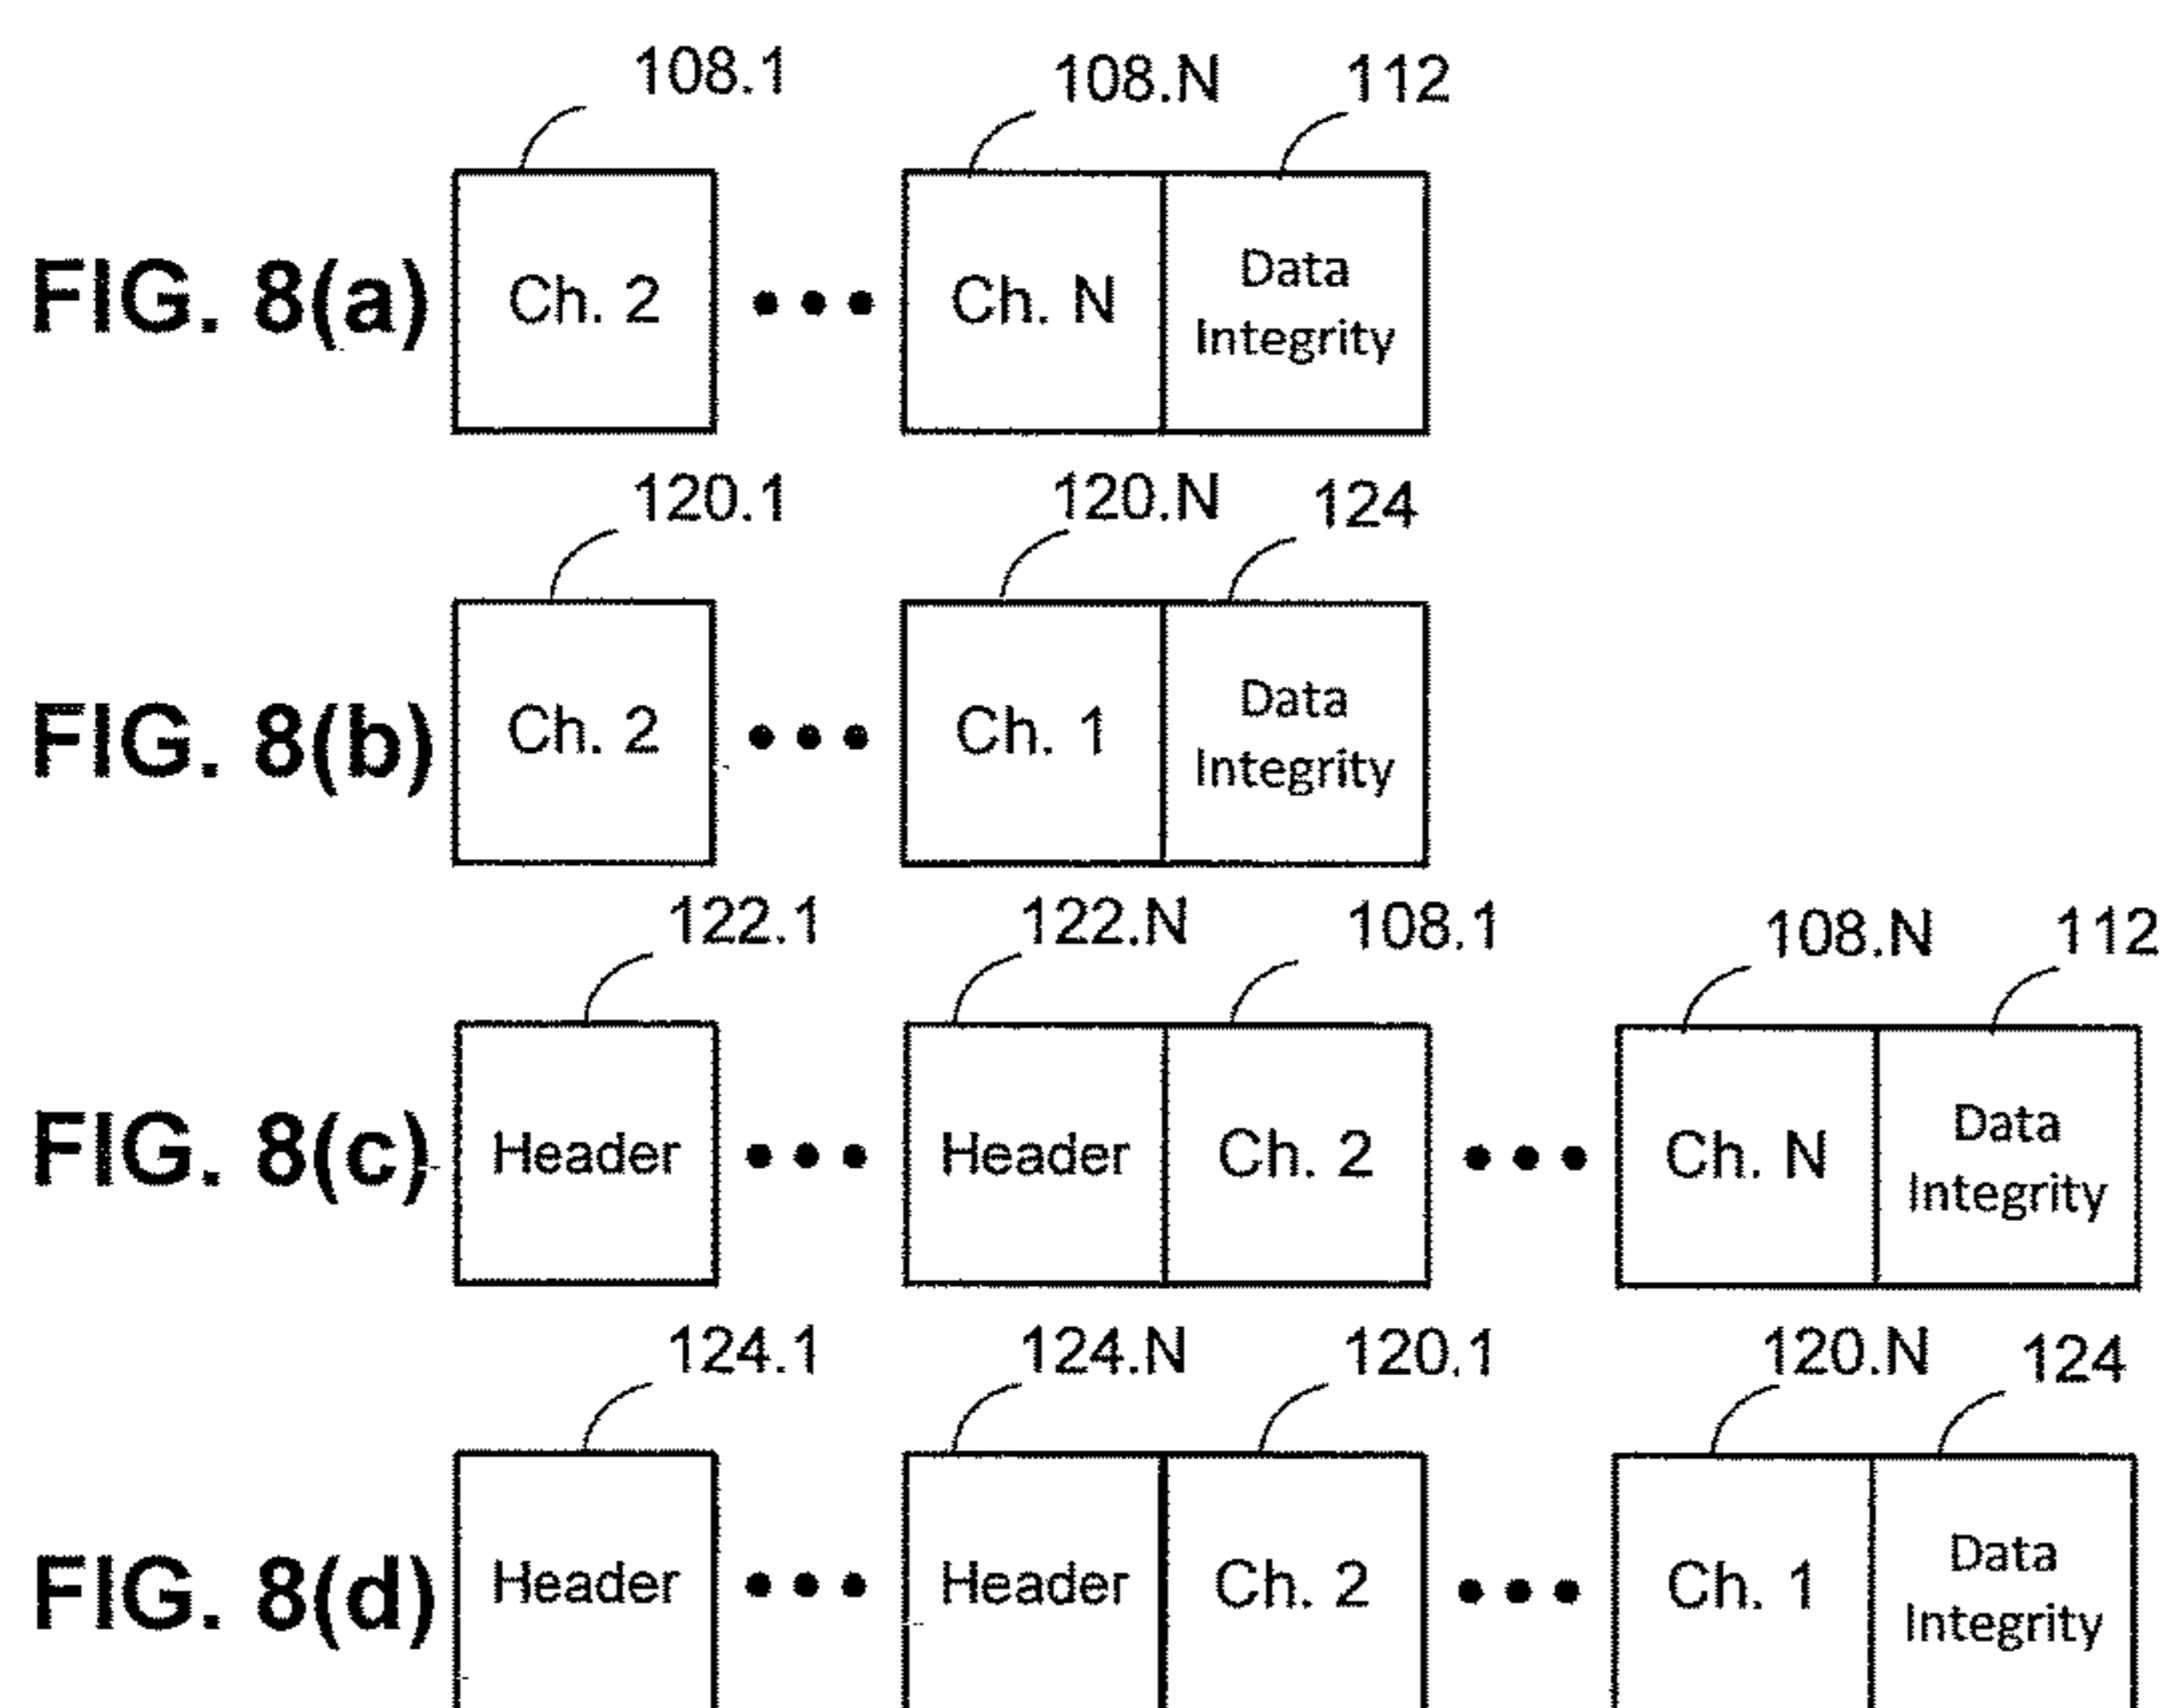 108.1 108.N 112
FIG. 8(a) Ch. 2 ••• Ch. N Data Integrity
120.1 120.N 124
FIG. 8(b) Ch. 2 ••• Ch. 1 Data Integrity
122.1 122.N 108.1 108.N 112
FIG. 8(c) Header ••• Header Ch. 2 ••• Ch. N Data Integrity
124.1 124.N 120.1 120.N 124
FIG. 8(d) Header ••• Header Ch. 2 ••• Ch. 1 Data Integrity